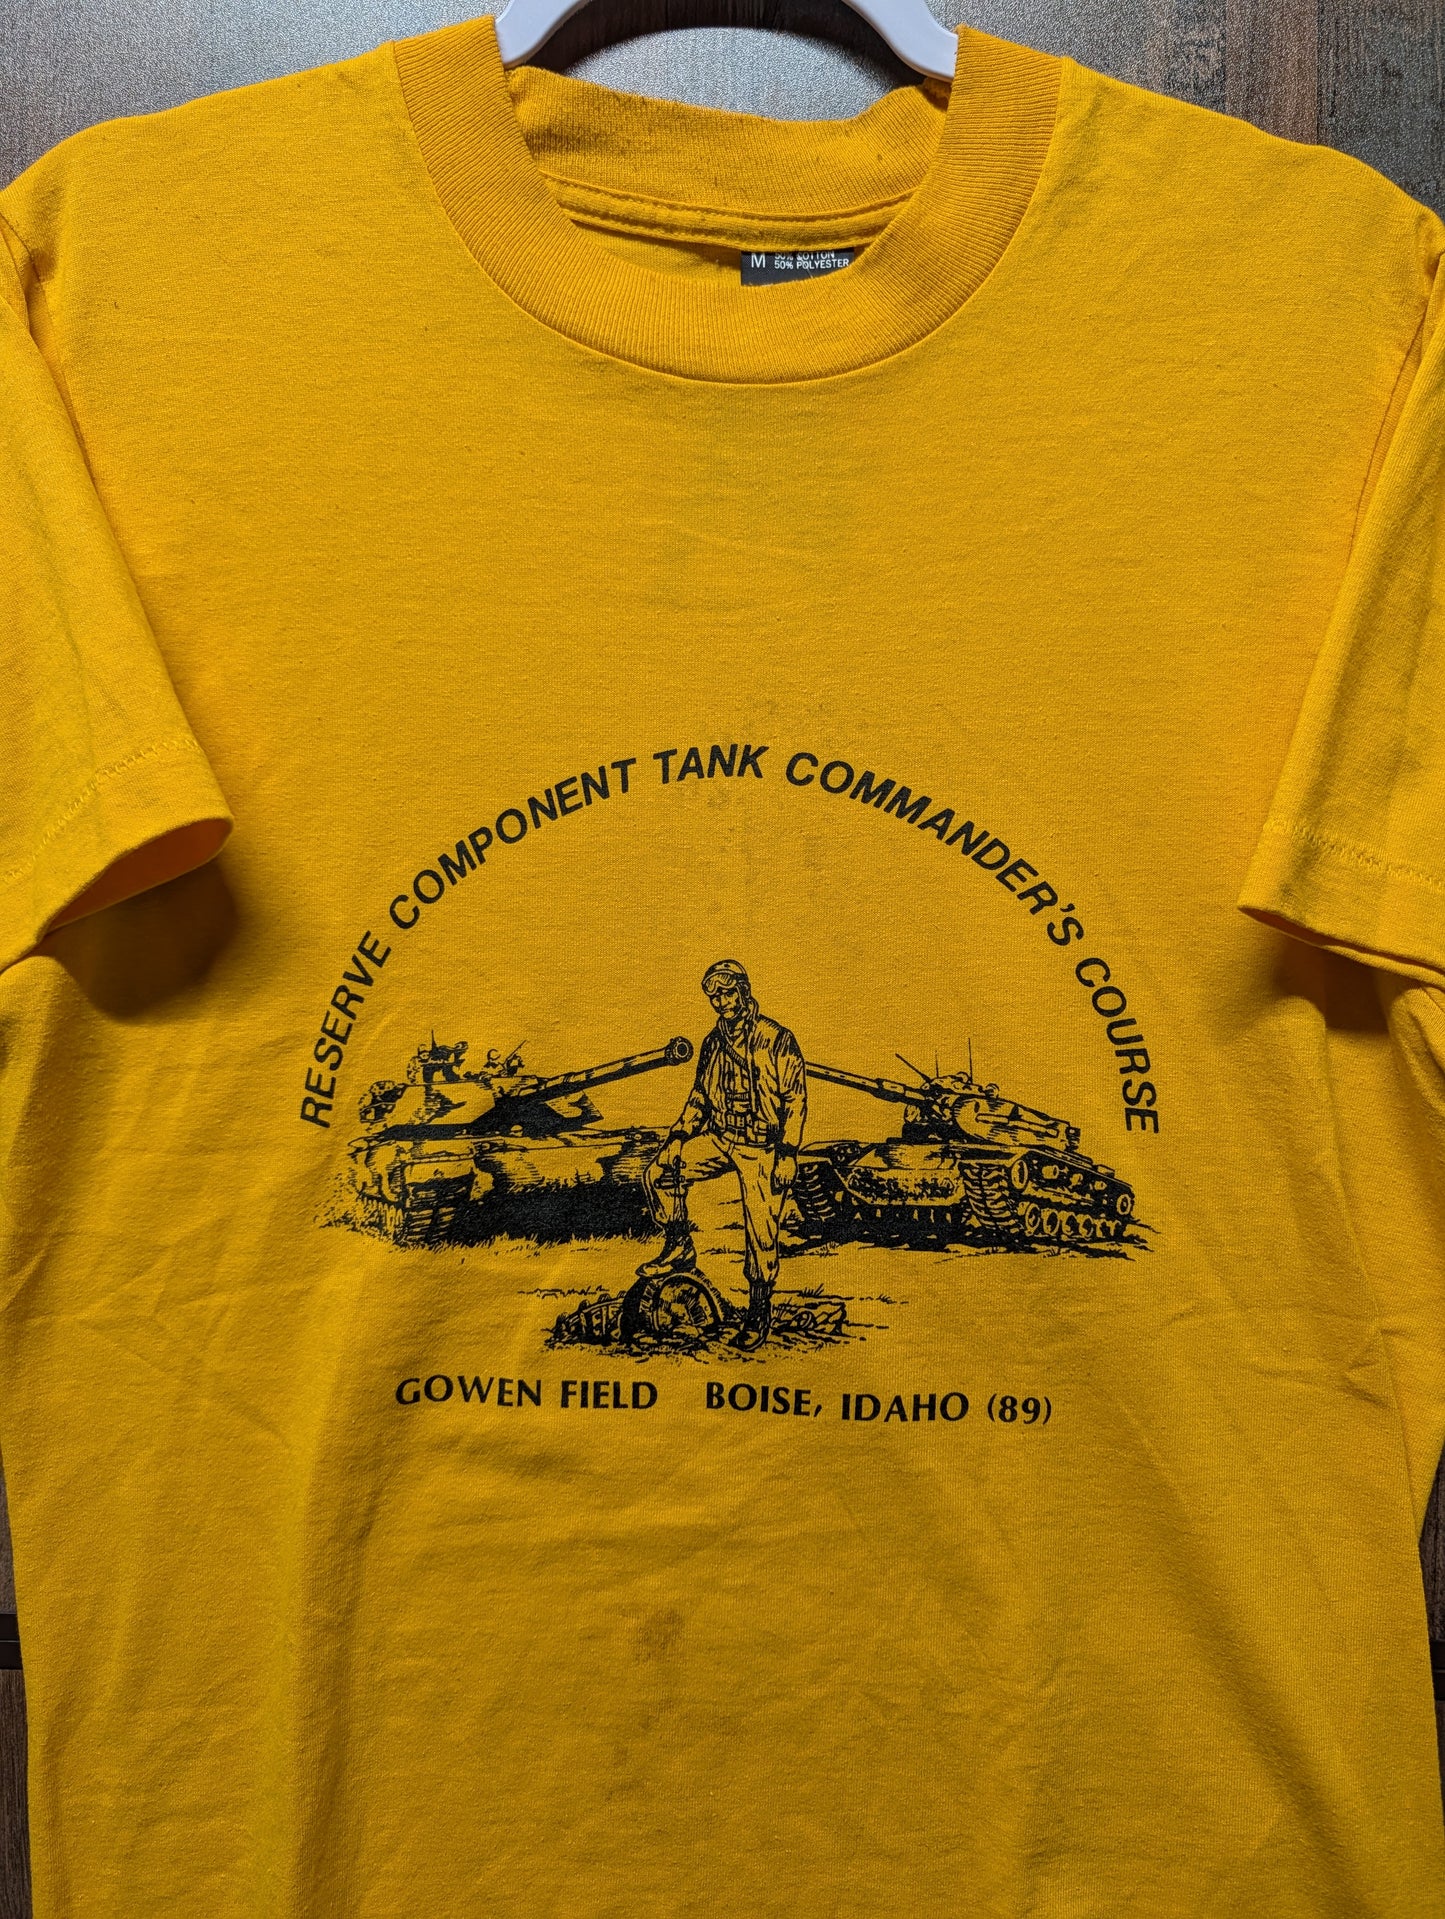 M 50% COTTON
50% POLYESTER
RESERVE COMPONENT TANK COMMANDER'S COURSE
GOWEN FIELD BOISE, IDAHO (89)